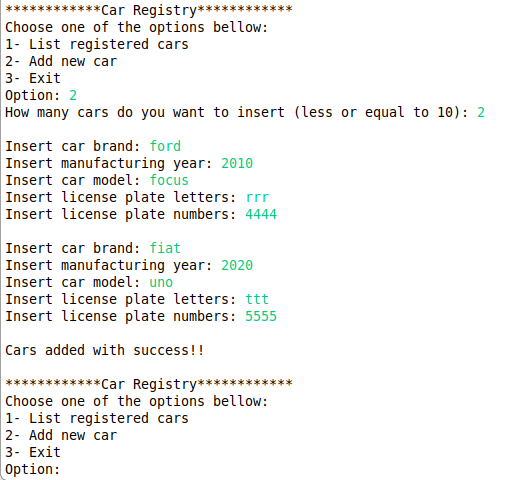 ************Car Registry************
Choose one of the options bellow:
1- List registered cars
2- Add new car
3- Exit
Option: 2
How many cars do you want to insert (less or equal to 10): 2
Insert car brand: ford
Insert manufacturing year: 2010
Insert car model: focus
Insert license plate letters: rrr
Insert license plate numbers: 4444
Insert car brand: fiat
Insert manufacturing year: 2020
Insert car model: uno
Insert license plate letters: ttt
Insert license plate numbers: 5555
Cars added with success!!
************Car Registry************
Choose one of the options bellow:
1- List registered cars
2- Add new car
3- Exit
Option: